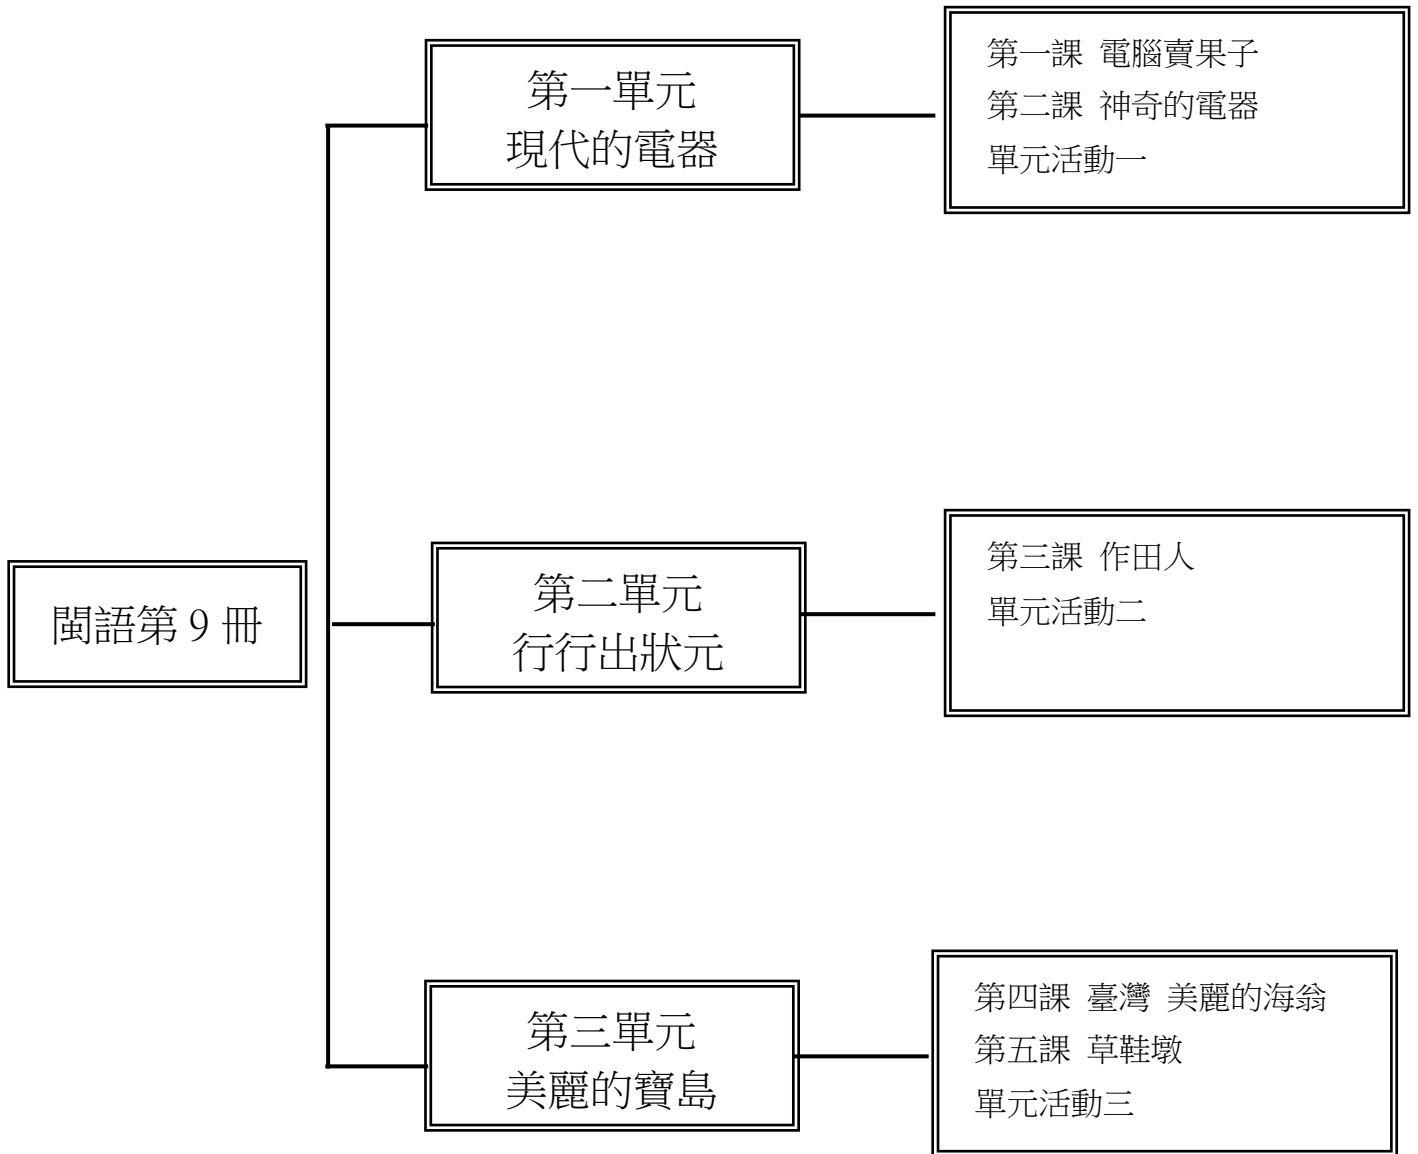 閩語第 9 冊
第一單元
現代的電器
第一課 電腦賣果子
第二課 神奇的電器
單元活動一
第二單元
行行出狀元
第三課 作田人
單元活動二
第三單元
美麗的寶島
第四課 臺灣 美麗的海翁
第五課 草鞋墩
單元活動三